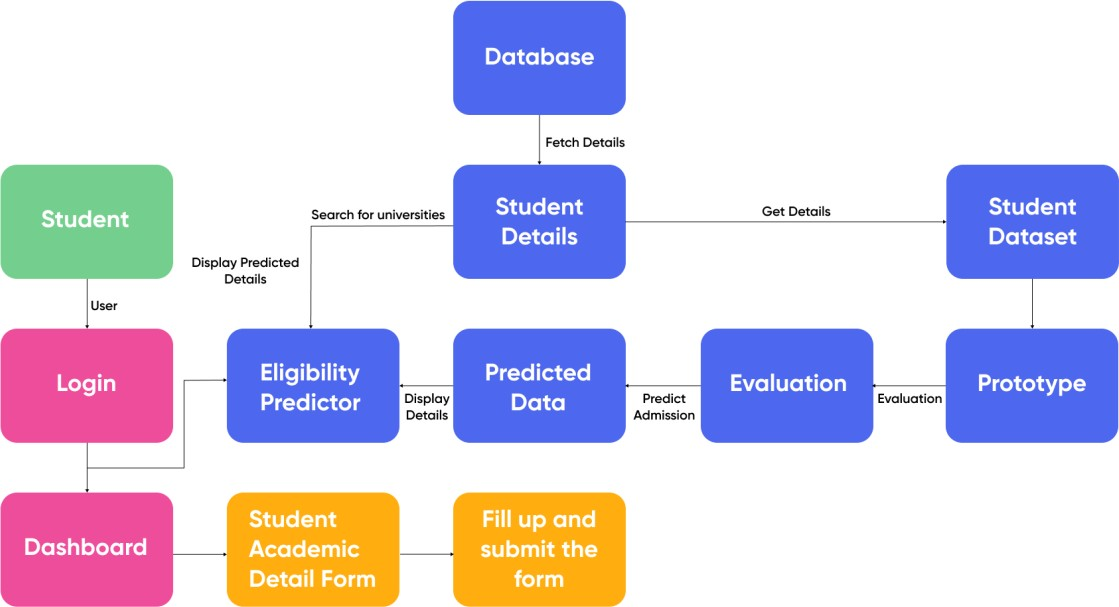 Database
Fetch Details
Student
Student
Details
Student
Dataset
Search for universities
Get Details
Display Predicted
Details
User
Login
Eligibility
Predictor
Display
Details
Predicted
Data
Predict
Admission
Evaluation
Evaluation
Prototype
Dashboard
Student
Academic
Detail Form
Fill up and
submit the
form